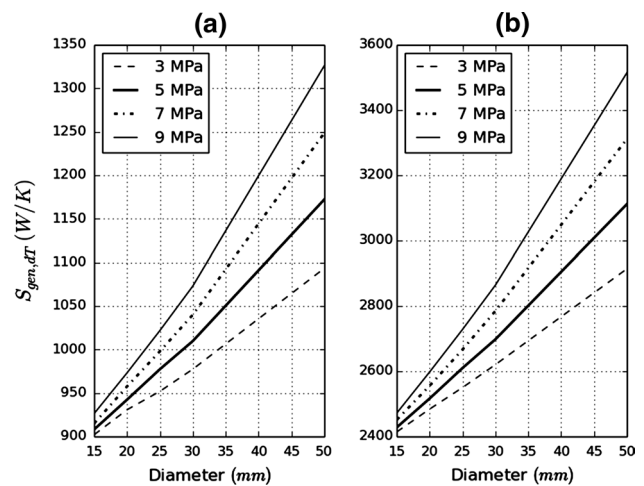 (a)
1350
1300
1250
1200
1150
1100
1050
1000
950
900
3 MPa
5 MPa
7 MPa
9 MPa
15 20 25 30 35 40 45 50
Diameter (mm)
S_gen,dT (W/K)
(b)
3600
3400
3200
3000
2800
2600
2400
3 MPa
5 MPa
7 MPa
9 MPa
15 20 25 30 35 40 45 50
Diameter (mm)